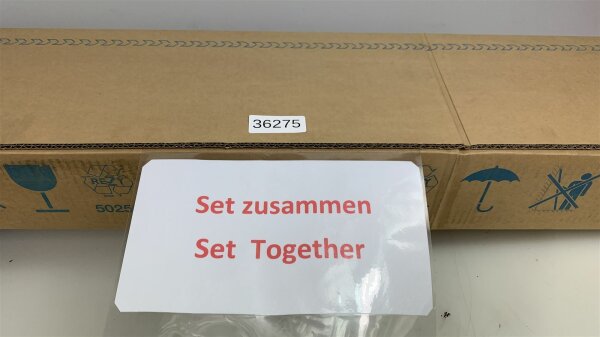 36275
5025
Set zusammen
Set Together